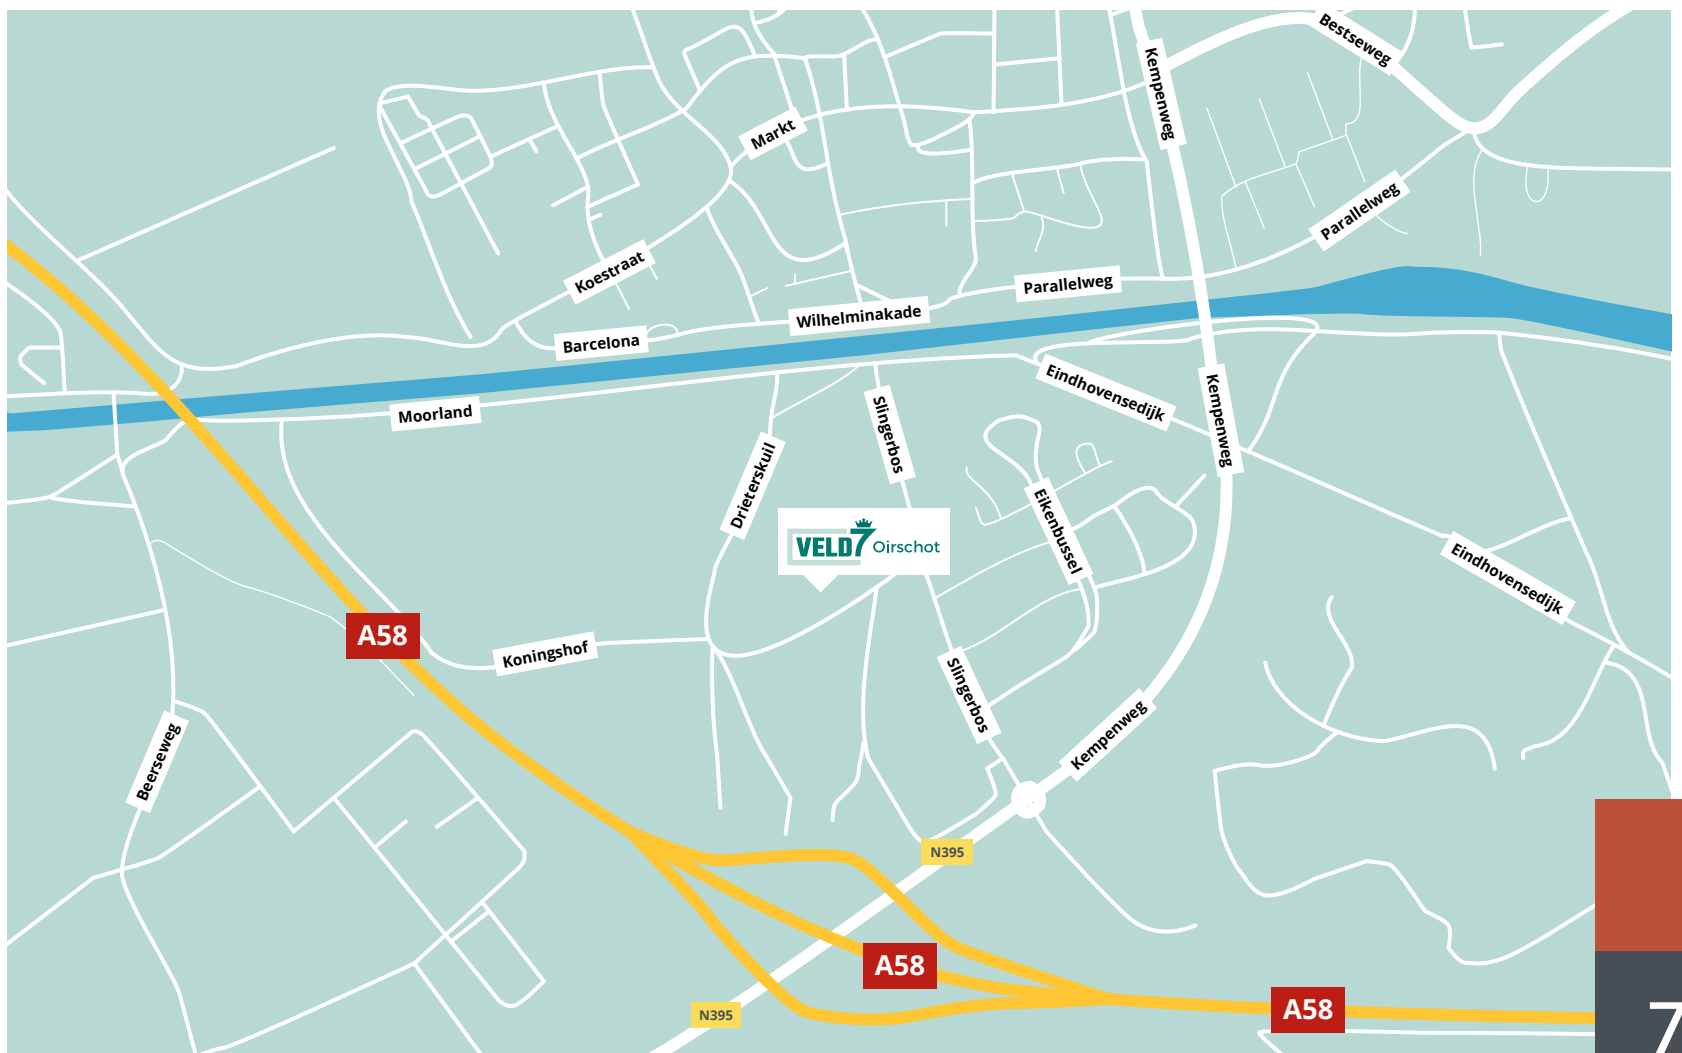 Bestseweg
Kempenweg
Markt
Parallelweg
Koestraat
Parallelweg
Wilhelminakade
Barcelona
Eindhovensedijk
Moorland
Slingerbos
Kempenweg
Drieterskuil
VELD7 Oirschot
Eikenbussel
Eindhovensedijk
A58
Koningshof
Slingerbos
Kempenweg
Beerseweg
N395
A58
N395
A58
7